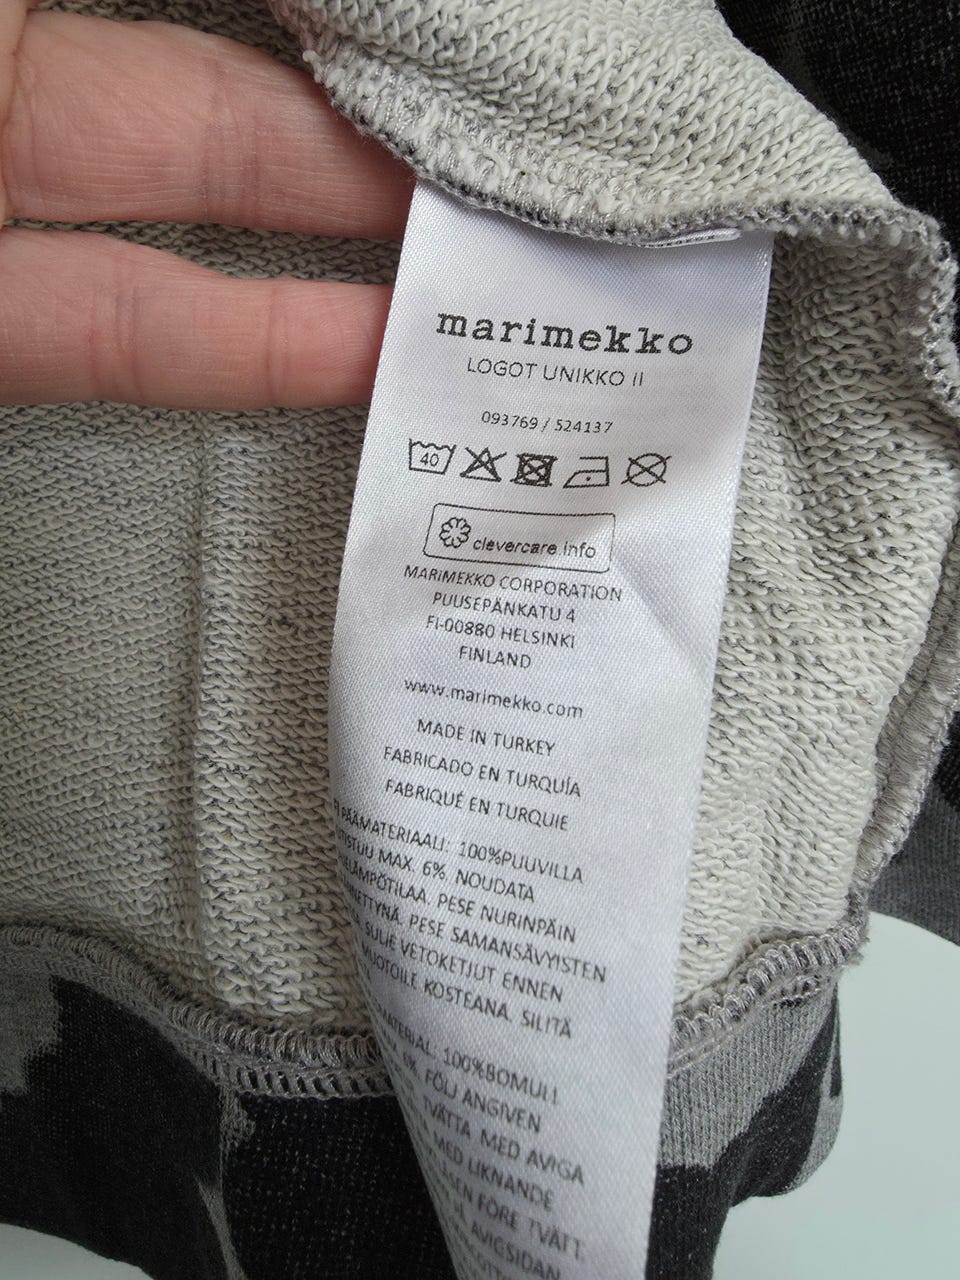 marimekko
LOGOT UNIKKO II
093769 / 524137
40
clevercare.info
MARIMEKKO CORPORATION
PUUSEPÄNKATU 4
FI-00880 HELSINKI
FINLAND
www.marimekko.com
MADE IN TURKEY
FABRICADO EN TURQUÍA
FABRIQUÉ EN TURQUIE
FI PÄÄMATERIAALI: 100%PUUVILLA
MAX. 6%. NOUDATA
PESE NURINPÄIN
PESE SAMANSÄVYISTEN
SULJE VETOKETJUT ENNEN
MUOTOILE KOSTEANA. SILITÄ
100%BOMULL
FÖLJ ANGIVEN
TVÄTTA MED AVIGA
MED LIKNANDE
FÖRE TVÄTT.
AVIGSIDAN